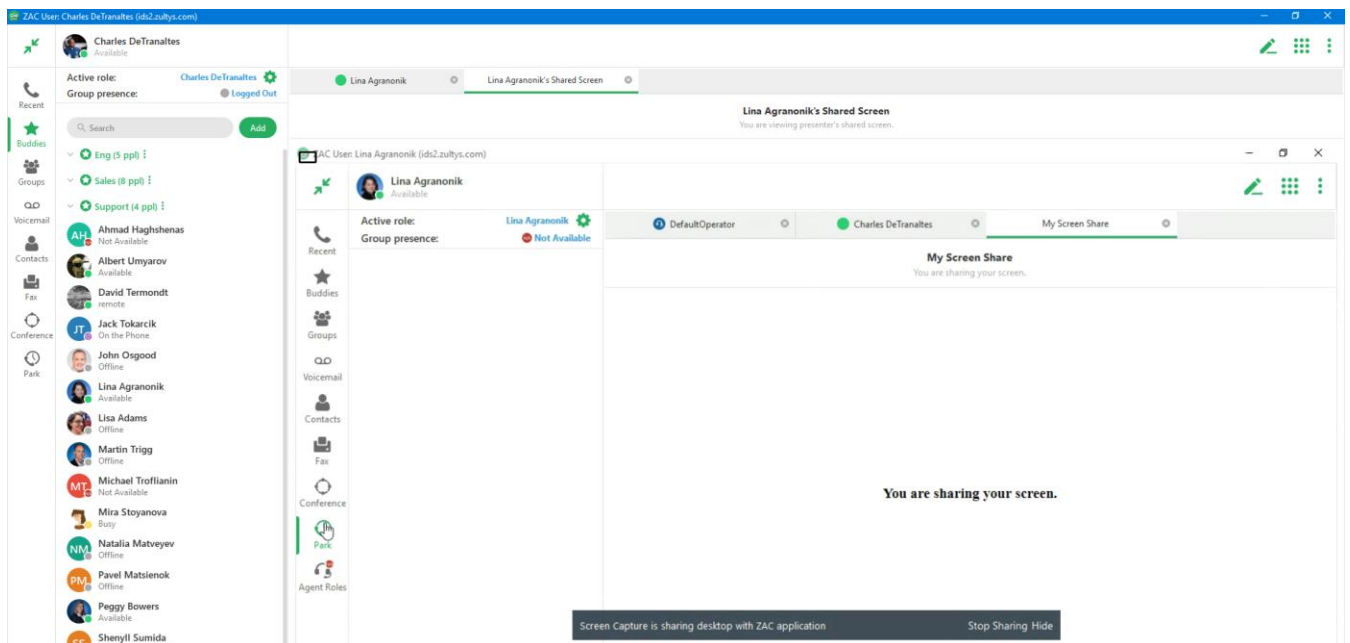 ZAC User: Charles DeTranaltes (ids2.zultys.com)
Charles DeTranaltes
Available
Active role: Charles DeTranaltes
Group presence: Logged Out
Search Add
Recent
Buddies
Groups
Voicemail
Contacts
Fax
Conference
Park
Eng (5 ppl)
Sales (8 ppl)
Support (4 ppl)
AH Ahmad Haghshenas
Not Available
Albert Umyarov
Available
David Termondt
remote
JT Jack Tokarcik
On the Phone
John Osgood
Offline
Lina Agranonik
Available
Lisa Adams
Offline
Martin Trigg
Offline
MT Michael Troflianin
Not Available
Mira Stoyanova
Busy
NM Natalia Matveyev
Offline
PM Pavel Matsienok
Offline
Peggy Bowers
Available
SS Shenyll Sumida
Lina Agranonik Lina Agranonik's Shared Screen
Lina Agranonik's Shared Screen
You are viewing presenter's shared screen.
ZAC User: Lina Agranonik (ids2.zultys.com)
Lina Agranonik
Available
Active role: Lina Agranonik
Group presence: Not Available
Recent
Buddies
Groups
Voicemail
Contacts
Fax
Conference
Park
Agent Roles
DefaultOperator Charles DeTranaltes My Screen Share
My Screen Share
You are sharing your screen.
You are sharing your screen.
Screen Capture is sharing desktop with ZAC application Stop Sharing Hide